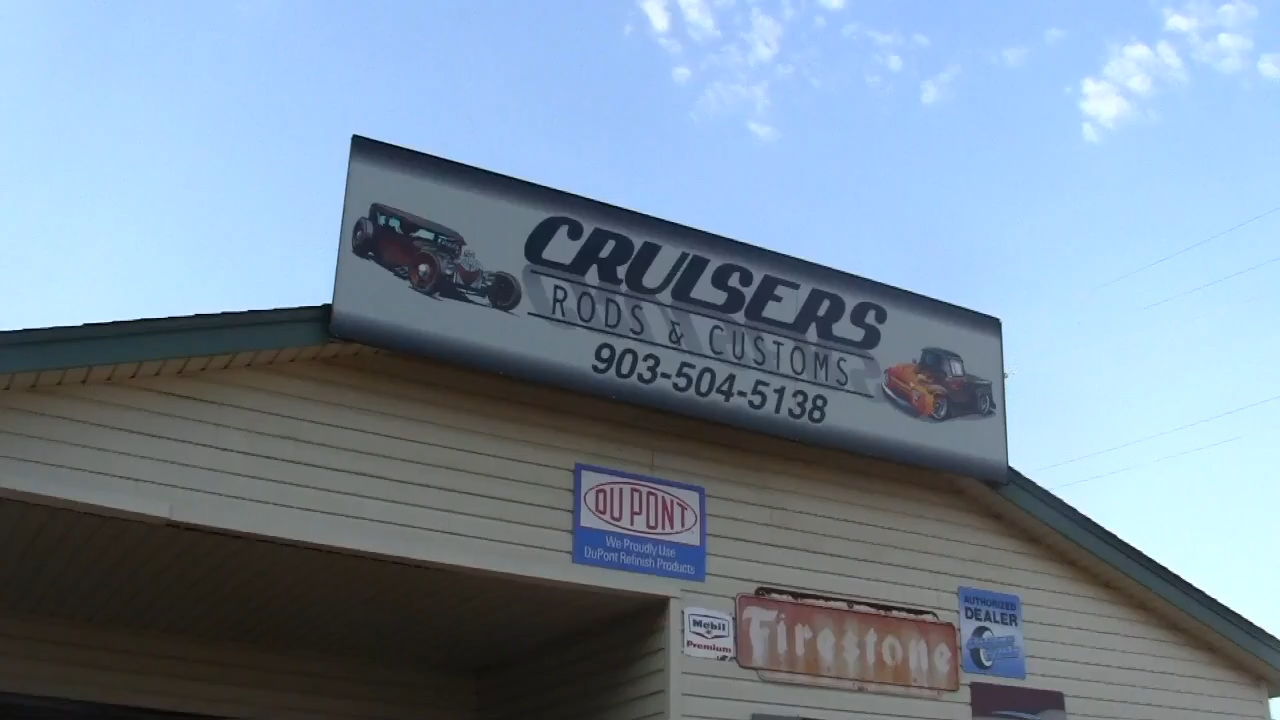 CRUISERS
RODS & CUSTOMS
903-504-5138
DU PONT
We Proudly Use
DuPont Refinish Products
Mobil
Premium
Firestone
AUTHORIZED
DEALER